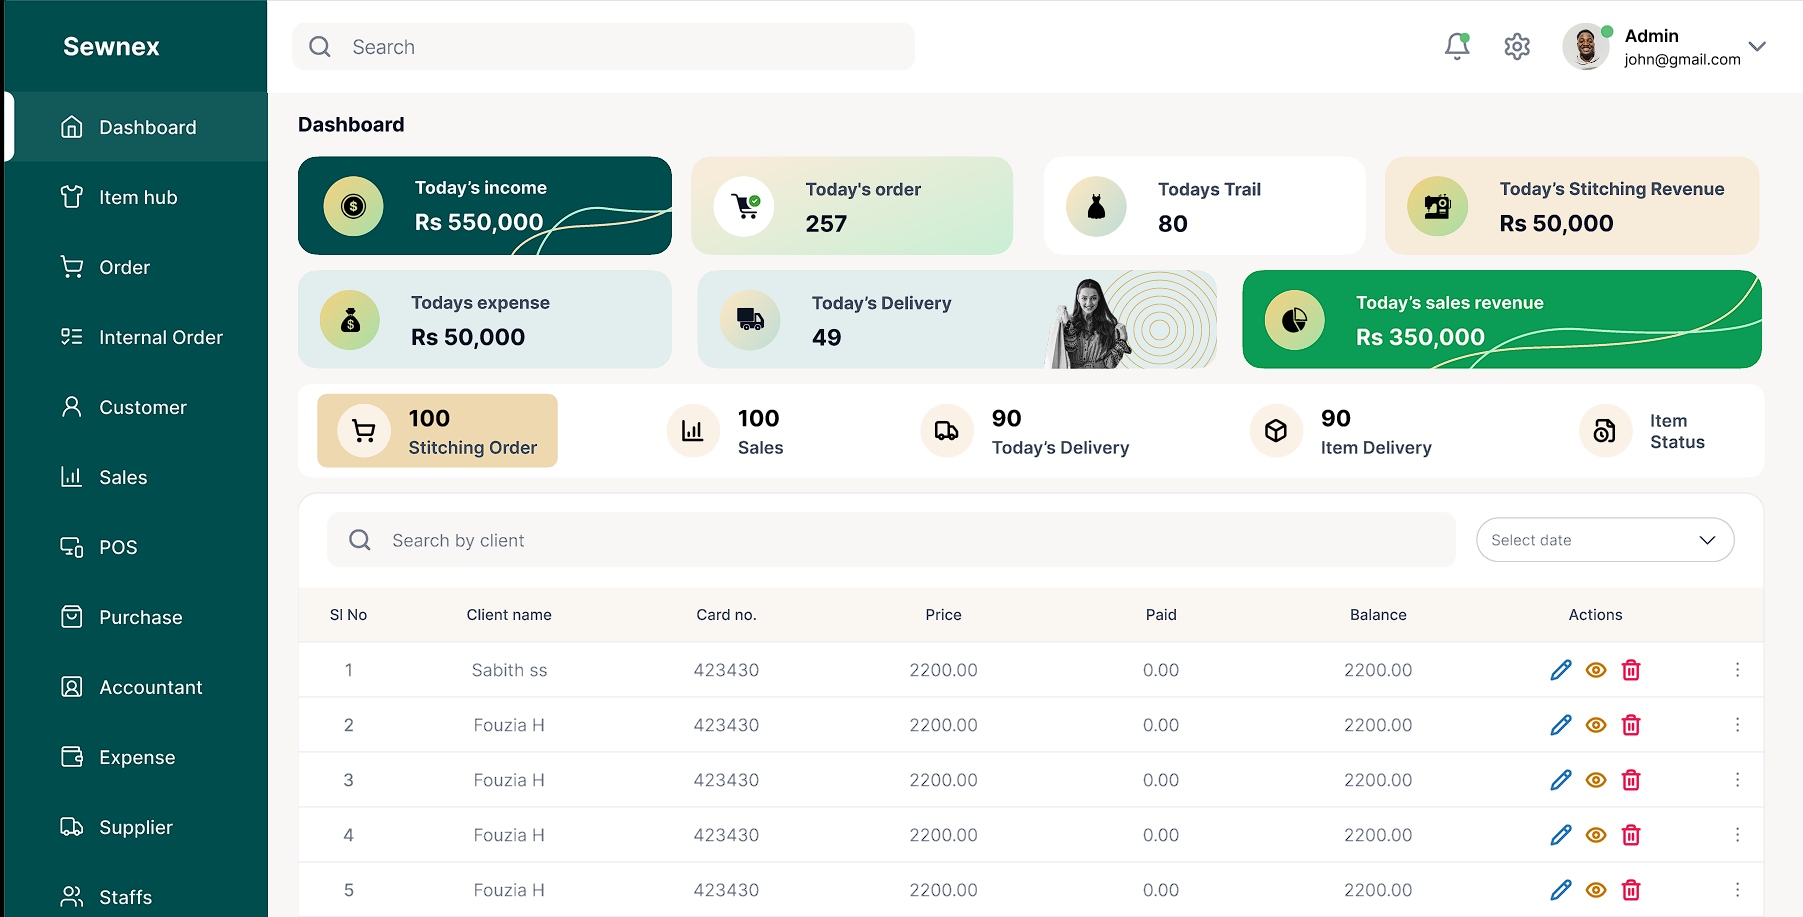 Sewnex
Search
Admin
john@gmail.com
Dashboard
Item hub
Order
Internal Order
Customer
Sales
POS
Purchase
Accountant
Expense
Supplier
Staffs
Dashboard
Today's income
Rs 550,000
Today's order
257
Todays Trail
80
Today's Stitching Revenue
Rs 50,000
Todays expense
Rs 50,000
Today's Delivery
49
Today's sales revenue
Rs 350,000
100
Stitching Order
100
Sales
90
Today's Delivery
90
Item Delivery
Item
Status
Search by client
Select date
Sl No Client name Card no. Price Paid Balance Actions
1 Sabith ss 423430 2200.00 0.00 2200.00
2 Fouzia H 423430 2200.00 0.00 2200.00
3 Fouzia H 423430 2200.00 0.00 2200.00
4 Fouzia H 423430 2200.00 0.00 2200.00
5 Fouzia H 423430 2200.00 0.00 2200.00